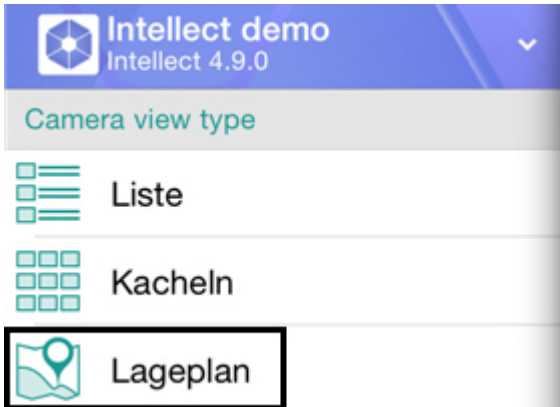 Intellect demo
Intellect 4.9.0
Camera view type
Liste
Kacheln
Lageplan